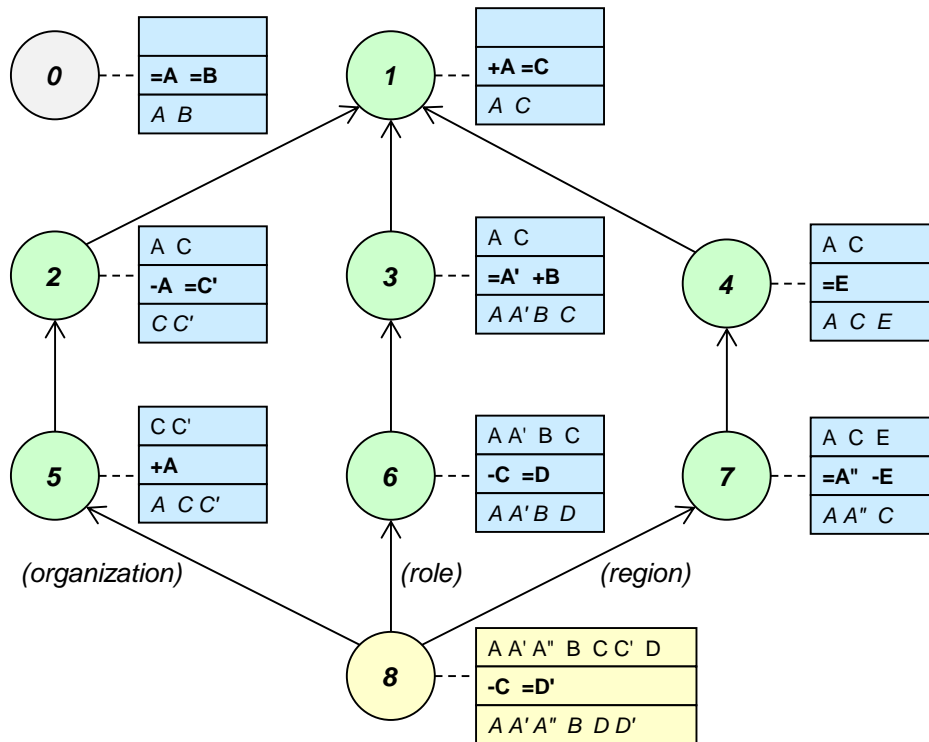 0
=A =B
A B
1
+A =C
A C
2
A C
-A =C'
C C'
3
A C
=A' +B
A A' B C
4
A C
=E
A C E
5
C C'
+A
A C C'
6
A A' B C
-C =D
A A' B D
7
A C E
=A" -E
A A" C
(organization)
(role)
(region)
8
A A' A" B C C' D
-C =D'
A A' A" B D D'